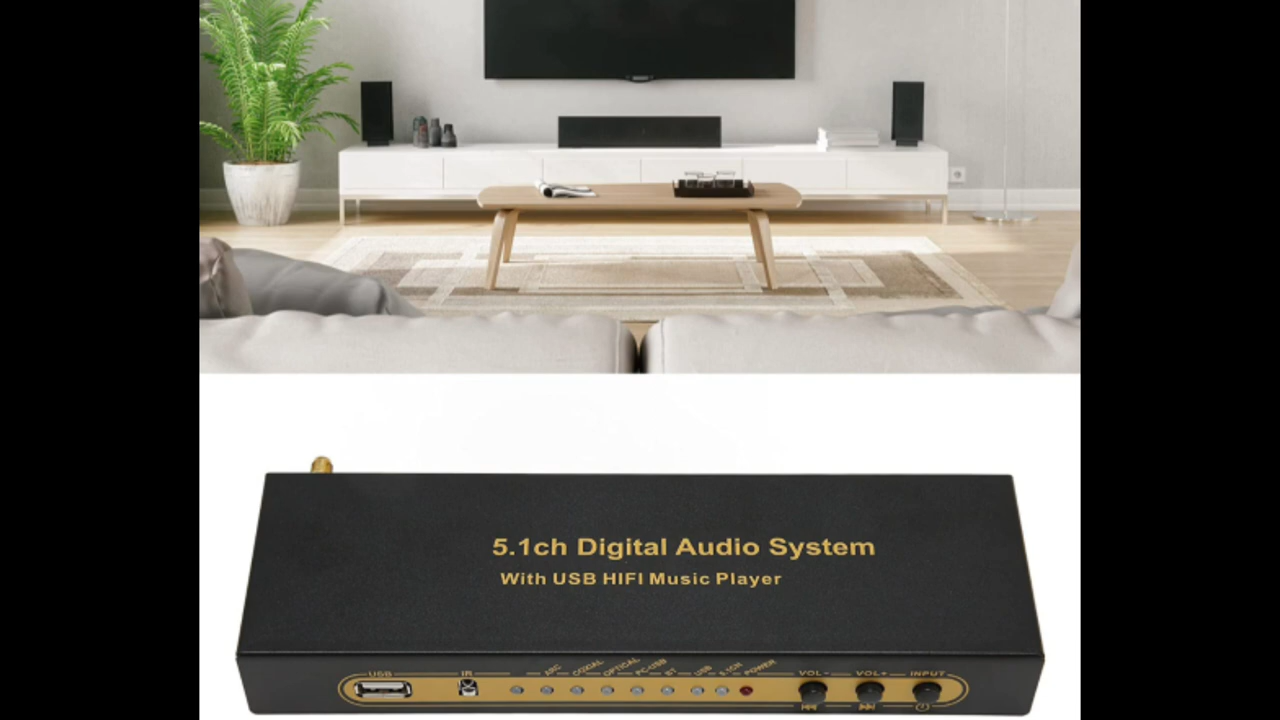 5.1ch Digital Audio System
With USB HIFI Music Player
USB IR ARC COXIAL OPTICAL PC-USB BT USB 5.1CH POWER VOL- VOL+ INPUT